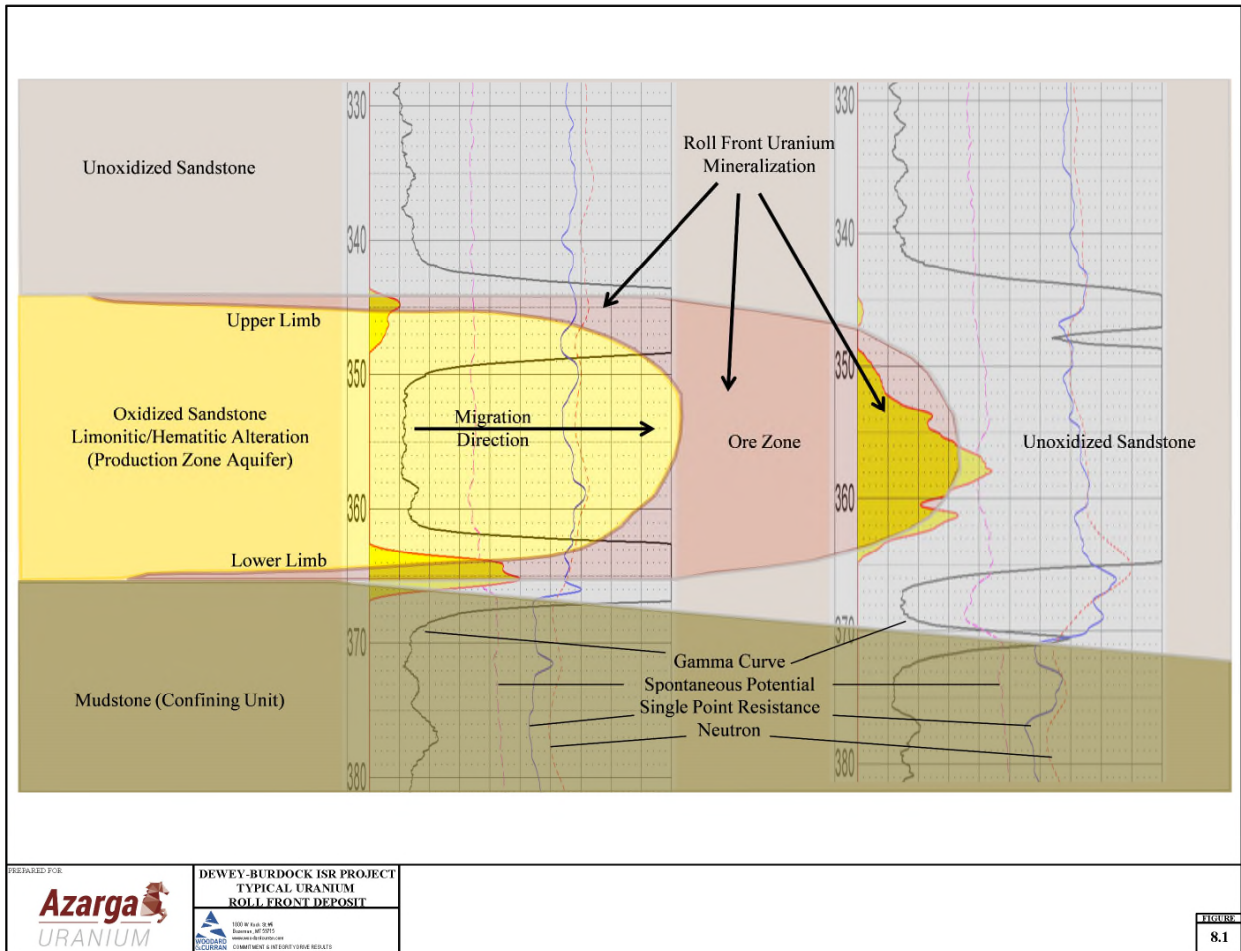 330
330
Roll Front Uranium
Mineralization
Unoxidized Sandstone
340
340
Upper Limb
350
350
Oxidized Sandstone
Limonitic/Hematitic Alteration
(Production Zone Aquifer)
Migration
Direction
Ore Zone
Unoxidized Sandstone
360
360
Lower Limb
370
370
Gamma Curve
Spontaneous Potential
Single Point Resistance
Neutron
Mudstone (Confining Unit)
380
380
PREPARED FOR
Azarga
URANIUM
DEWEY-BURDOCK ISR PROJECT
TYPICAL URANIUM
ROLL FRONT DEPOSIT
WOODARD
&CURRAN
COMMITMENT & INTEGRITY DRIVE RESULTS
FIGURE
8.1